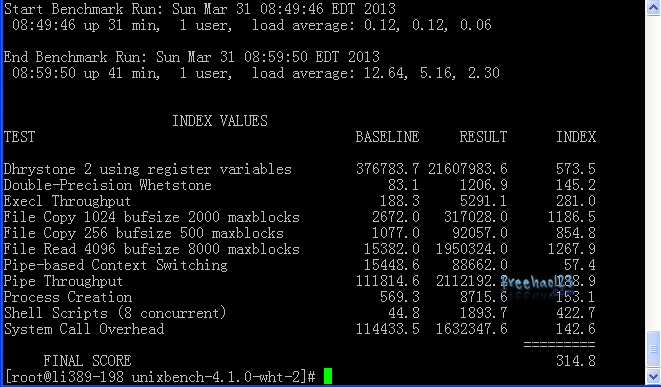 Start Benchmark Run: Sun Mar 31 08:49:46 EDT 2013
08:49:46 up 31 min, 1 user, load average: 0.12, 0.12, 0.06
End Benchmark Run: Sun Mar 31 08:59:50 EDT 2013
08:59:50 up 41 min, 1 user, load average: 12.64, 5.16, 2.30
INDEX VALUES
TEST BASELINE RESULT INDEX
Dhrystone 2 using register variables 376783.7 21607983.6 573.5
Double-Precision Whetstone 83.1 1206.9 145.2
Execl Throughput 188.3 5291.1 281.0
File Copy 1024 bufsize 2000 maxblocks 2672.0 317028.0 1186.5
File Copy 256 bufsize 500 maxblocks 1077.0 92057.0 854.8
File Read 4096 bufsize 8000 maxblocks 15382.0 1950324.0 1267.9
Pipe-based Context Switching 15448.6 88662.0 57.4
Pipe Throughput 111814.6
Process Creation 569.3 8715.6 153.1
Shell Scripts (8 concurrent) 44.8 1893.7 422.7
System Call Overhead 114433.5 1632347.6 142.6
=========
FINAL SCORE 314.8
[root@li389-198 unixbench-4.1.0-wht-2]#